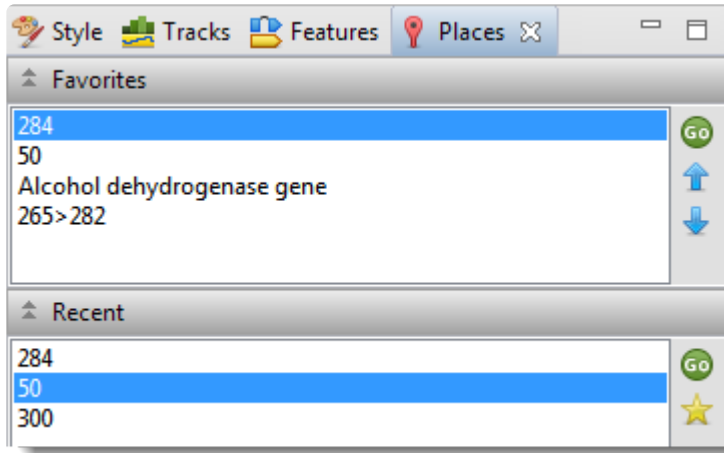 Style Tracks Features Places
Favorites
284
50
Alcohol dehydrogenase gene
265>282
Go
Recent
284
50
300
Go